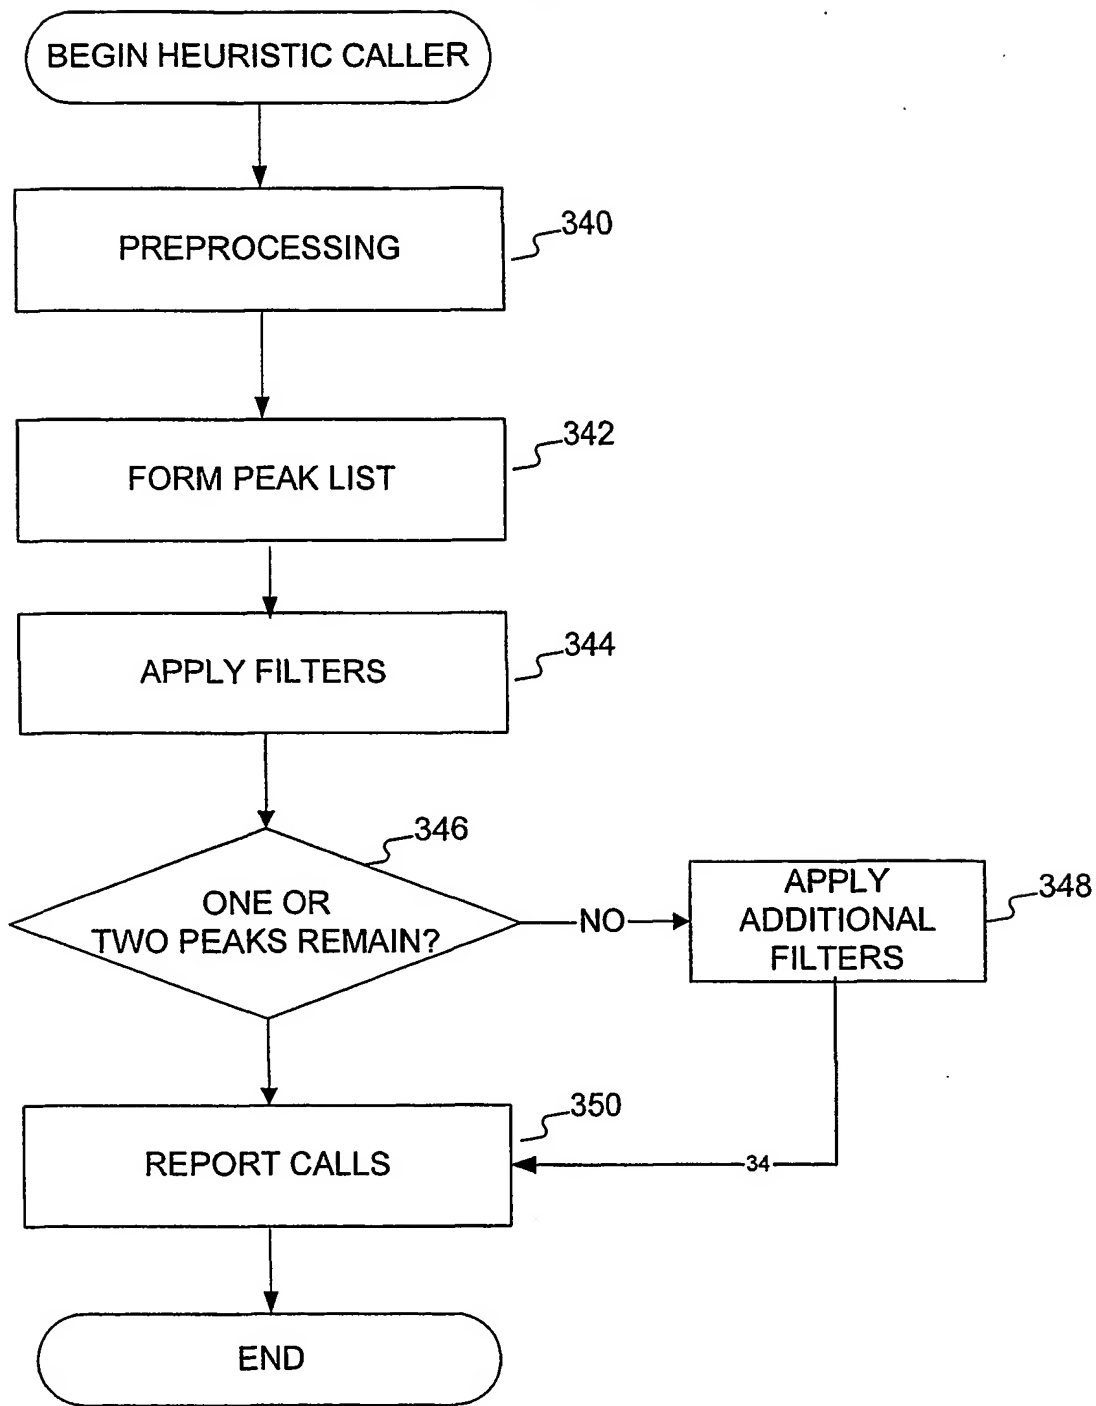 BEGIN HEURISTIC CALLER
PREPROCESSING
340
FORM PEAK LIST
342
APPLY FILTERS
344
346
ONE OR
TWO PEAKS REMAIN?
NO
APPLY
ADDITIONAL
FILTERS
348
350
REPORT CALLS
34
END